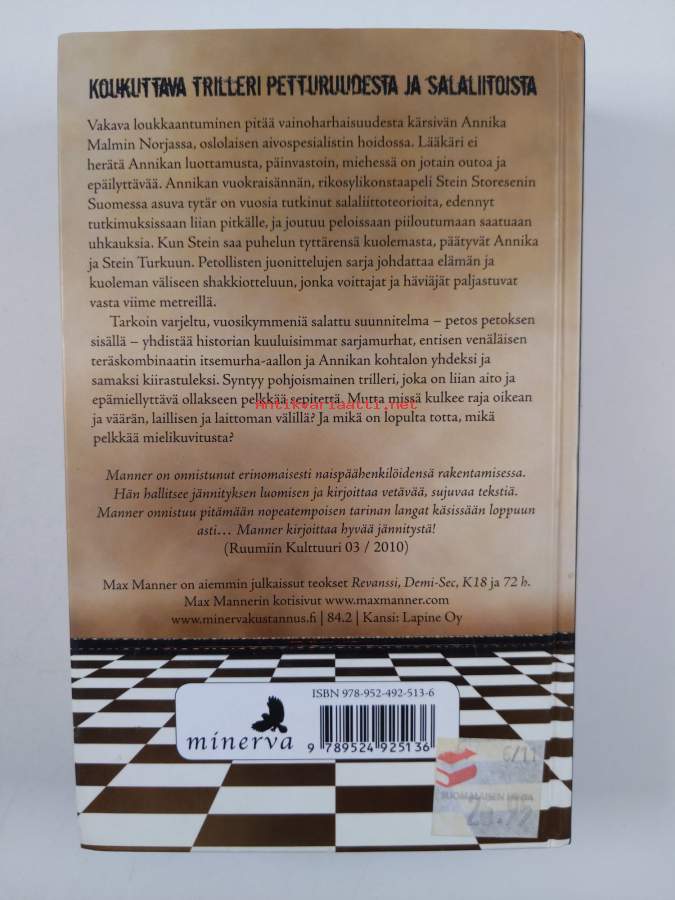 KOUKUTTAVA TRILLERI PETTURUUDESTA JA SALALIITOISTA
Vakava loukkaantuminen pitää vainoharhaisuudesta kärsivän Annika
Malmin Norjassa, oslolaisen aivospesialistin hoidossa. Lääkäri ei
herätä Annikan luottamusta, päinvastoin, miehessä on jotain outoa ja
epäilyttävää. Annikan vuokraisännän, rikosylikonstaapeli Stein Storesenin
Suomessa asuva tytär on vuosia tutkinut salaliittoteorioita, edennyt
tutkimuksissaan liian pitkälle, ja joutuu peloissaan piiloutumaan saatuaan
uhkauksia. Kun Stein saa puhelun tyttärensä kuolemasta, päätyvät Annika
ja Stein Turkuun. Petollisten juonittelujen sarja johdattaa elämän ja
kuoleman väliseen shakkiotteluun, jonka voittajat ja häviäjät paljastuvat
vasta viime metreillä.
Tarkoin varjeltu, vuosikymmeniä salattu suunnitelma – petos petoksen
sisällä – yhdistää historian kuuluisimmat sarjamurhat, entisen venäläisen
teräskombinaatin itsemurha-aallon ja Annikan kohtalon yhdeksi ja
samaksi kiirastuleksi. Syntyy pohjoismainen trilleri, joka on liian aito ja
epämiellyttävä ollakseen pelkkää sepitettä. Mutta missä kulkee raja oikean
antikvariaatti.net
ja väärän, laillisen ja laittoman välillä? Ja mikä on lopulta totta, mikä
pelkkää mielikuvitusta?
Manner on onnistunut erinomaisesti naispäähenkilöidensä rakentamisessa.
Hän hallitsee jännityksen luomisen ja kirjoittaa vetävää, sujuvaa tekstiä.
Manner onnistuu pitämään nopeatempoisen tarinan langat käsissään loppuun
asti… Manner kirjoittaa hyvää jännitystä!
(Ruumiin Kulttuuri 03 / 2010)
Max Manner on aiemmin julkaissut teokset Revanssi, Demi-Sec, K18 ja 72 h.
Max Mannerin kotisivut www.maxmanner.com
www.minervakustannus.fi | 84.2 | Kansi: Lapine Oy
ISBN 978-952-492-513-6
minerva
9 789524 925136
6/11
SUOMALAISEN HINTA